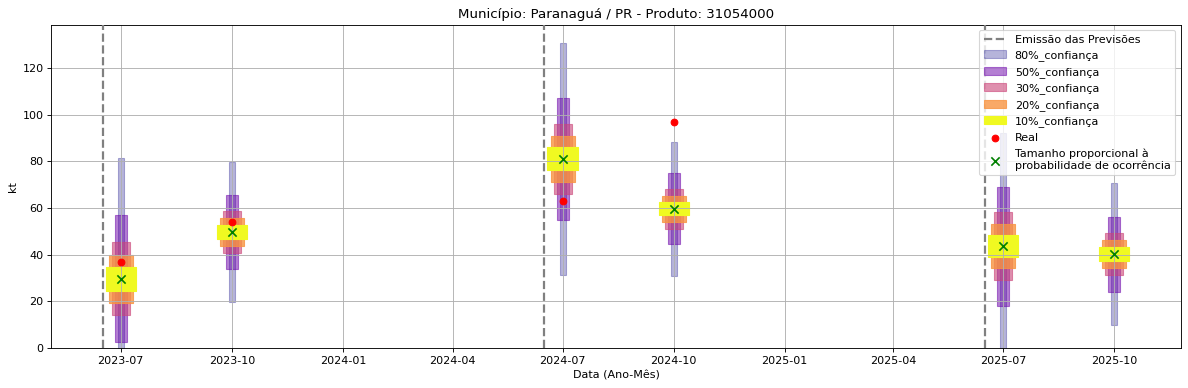 Município: Paranaguá / PR - Produto: 31054000
Emissão das Previsões
80%_confiança
50%_confiança
30%_confiança
20%_confiança
10%_confiança
Real
Tamanho proporcional à
probabilidade de ocorrência
kt
120
100
80
60
40
20
0
2023-07
2023-10
2024-01
2024-04
2024-07
2024-10
2025-01
2025-04
2025-07
2025-10
Data (Ano-Mês)